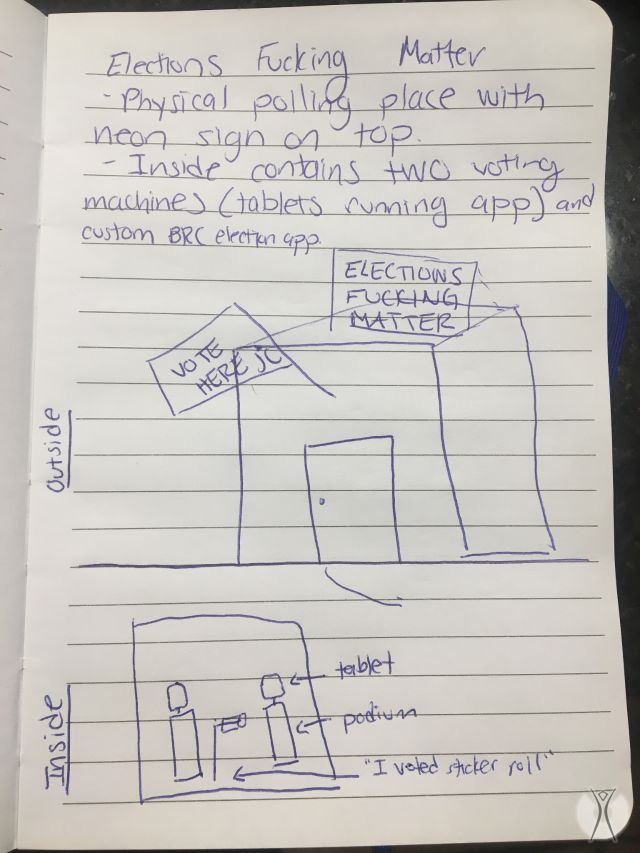 Elections Fucking Matter
- Physical polling place with
neon sign on top.
- Inside contains two voting
machines (tablets running app) and
custom BRC election app.
ELECTIONS
FUCKING
MATTER
VOTE
HERE
Outside
Inside
tablet
podium
"I voted sticker roll"